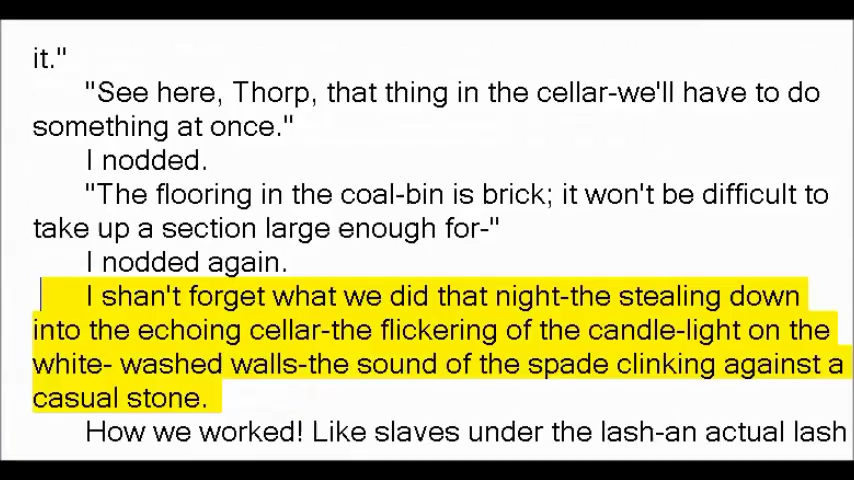 it."
"See here, Thorp, that thing in the cellar-we'll have to do
something at once."
I nodded.
"The flooring in the coal-bin is brick; it won't be difficult to
take up a section large enough for-"
I nodded again.
I shan't forget what we did that night-the stealing down
into the echoing cellar-the flickering of the candle-light on the
white- washed walls-the sound of the spade clinking against a
casual stone.
How we worked! Like slaves under the lash-an actual lash